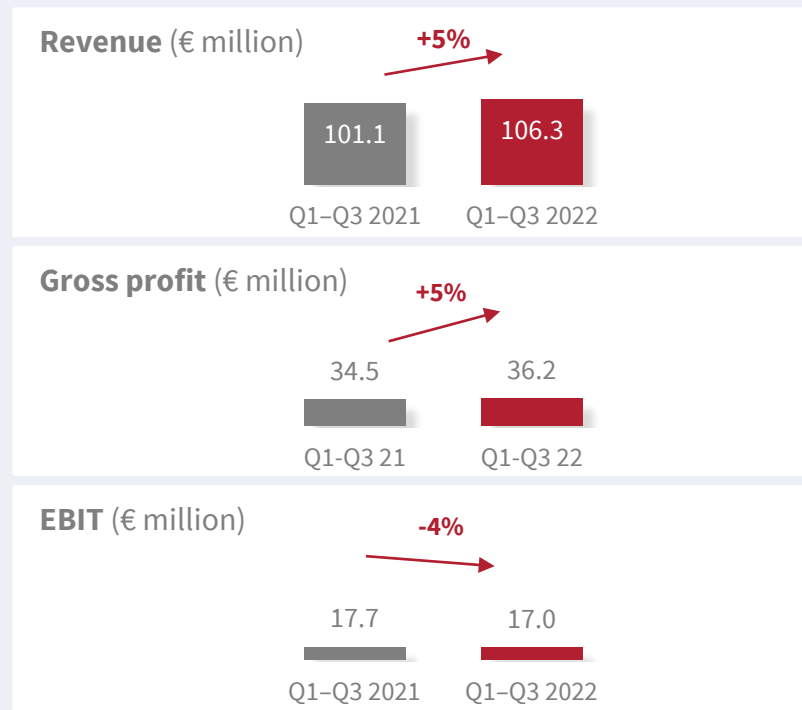 Revenue (€ million)
+5%
101.1 106.3
Q1–Q3 2021 Q1–Q3 2022
Gross profit (€ million)
+5%
34.5 36.2
Q1-Q3 21 Q1-Q3 22
EBIT (€ million)
-4%
17.7 17.0
Q1–Q3 2021 Q1–Q3 2022